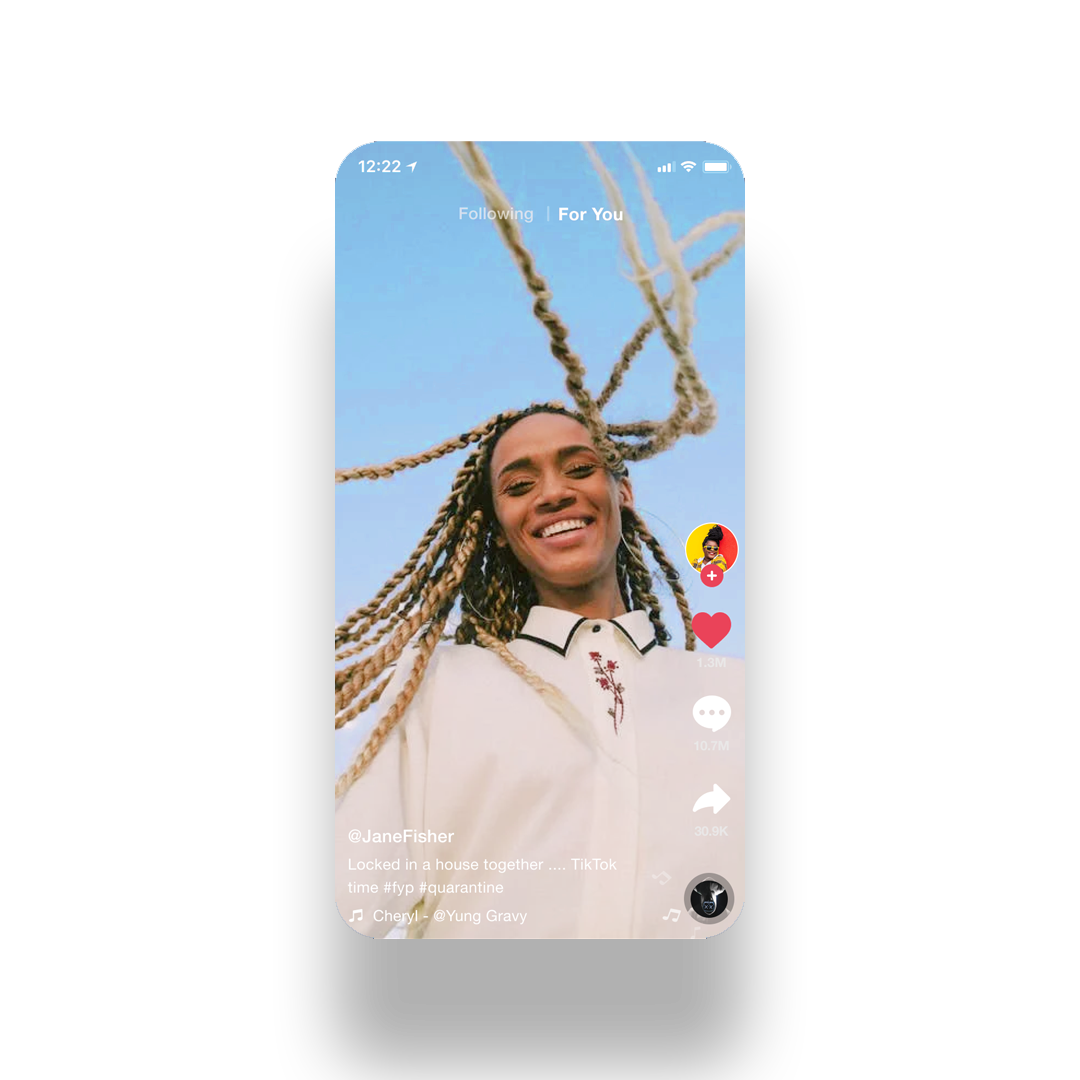 12:22
Following | For You
1.3M
10.7M
30.9K
@JaneFisher
Locked in a house together .... TikTok
time #fyp #quarantine
Cheryl - @Yung Gravy